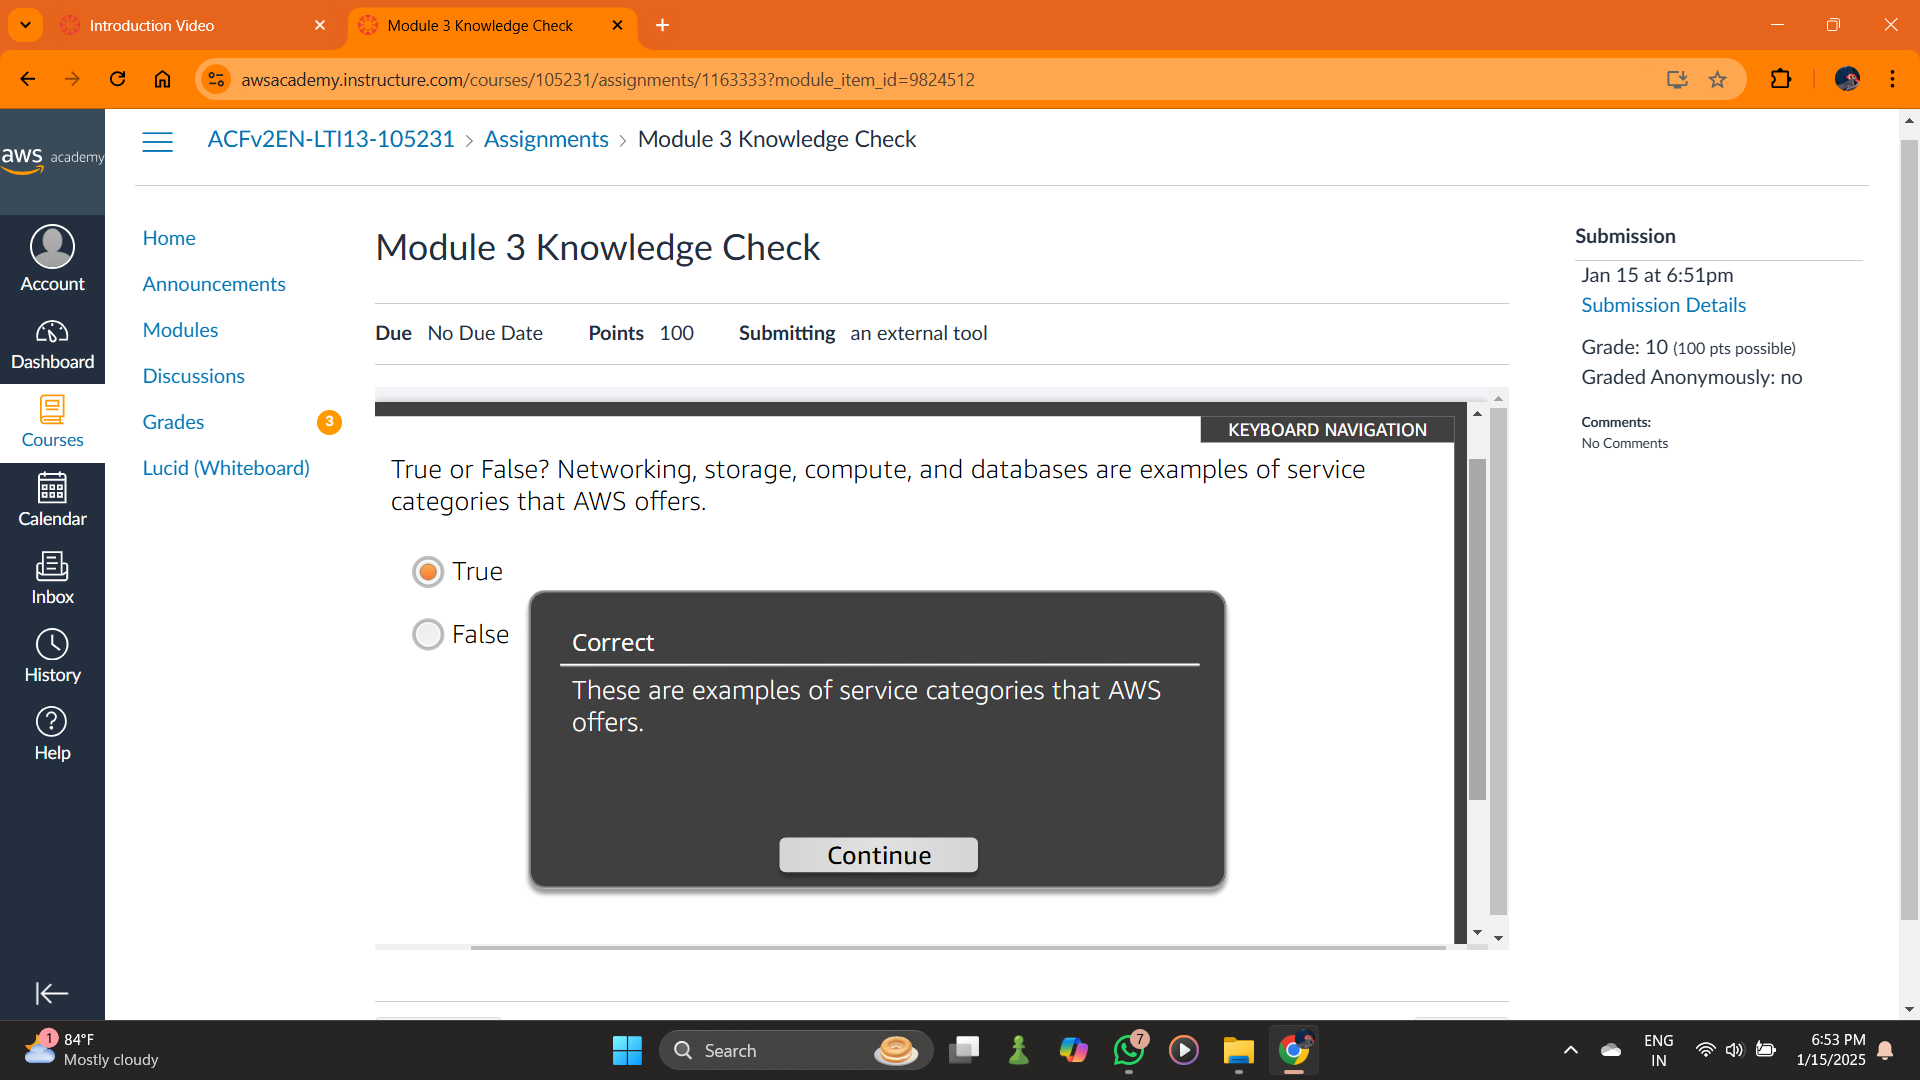 Introduction Video
Module 3 Knowledge Check
awsacademy.instructure.com/courses/105231/assignments/1163333?module_item_id=9824512
aws academy
Account
Dashboard
Courses
Calendar
Inbox
History
Help
ACFv2EN-LTI13-105231 > Assignments > Module 3 Knowledge Check
Home
Announcements
Modules
Discussions
Grades 3
Lucid (Whiteboard)
Module 3 Knowledge Check
Due No Due Date Points 100 Submitting an external tool
KEYBOARD NAVIGATION
True or False? Networking, storage, compute, and databases are examples of service
categories that AWS offers.
True
False
Correct
These are examples of service categories that AWS
offers.
Continue
Submission
Jan 15 at 6:51pm
Submission Details
Grade: 10 (100 pts possible)
Graded Anonymously: no
Comments:
No Comments
1
84°F
Mostly cloudy
Search
7
ENG
IN
6:53 PM
1/15/2025